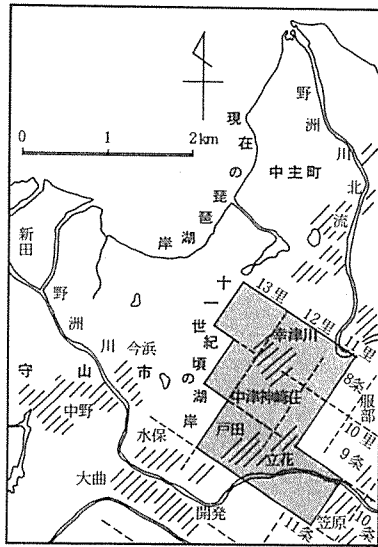 0 1 2km
野洲川北流
中主町
現在の琵琶湖岸
新田
野洲川
今浜
守山市
中野
水保
大曲
開発
十一世紀頃の湖岸
13里
12里
11里
幸津川
8条
服部
中津神崎荘
10里
戸田
9条
立花
笠原
10条
11条